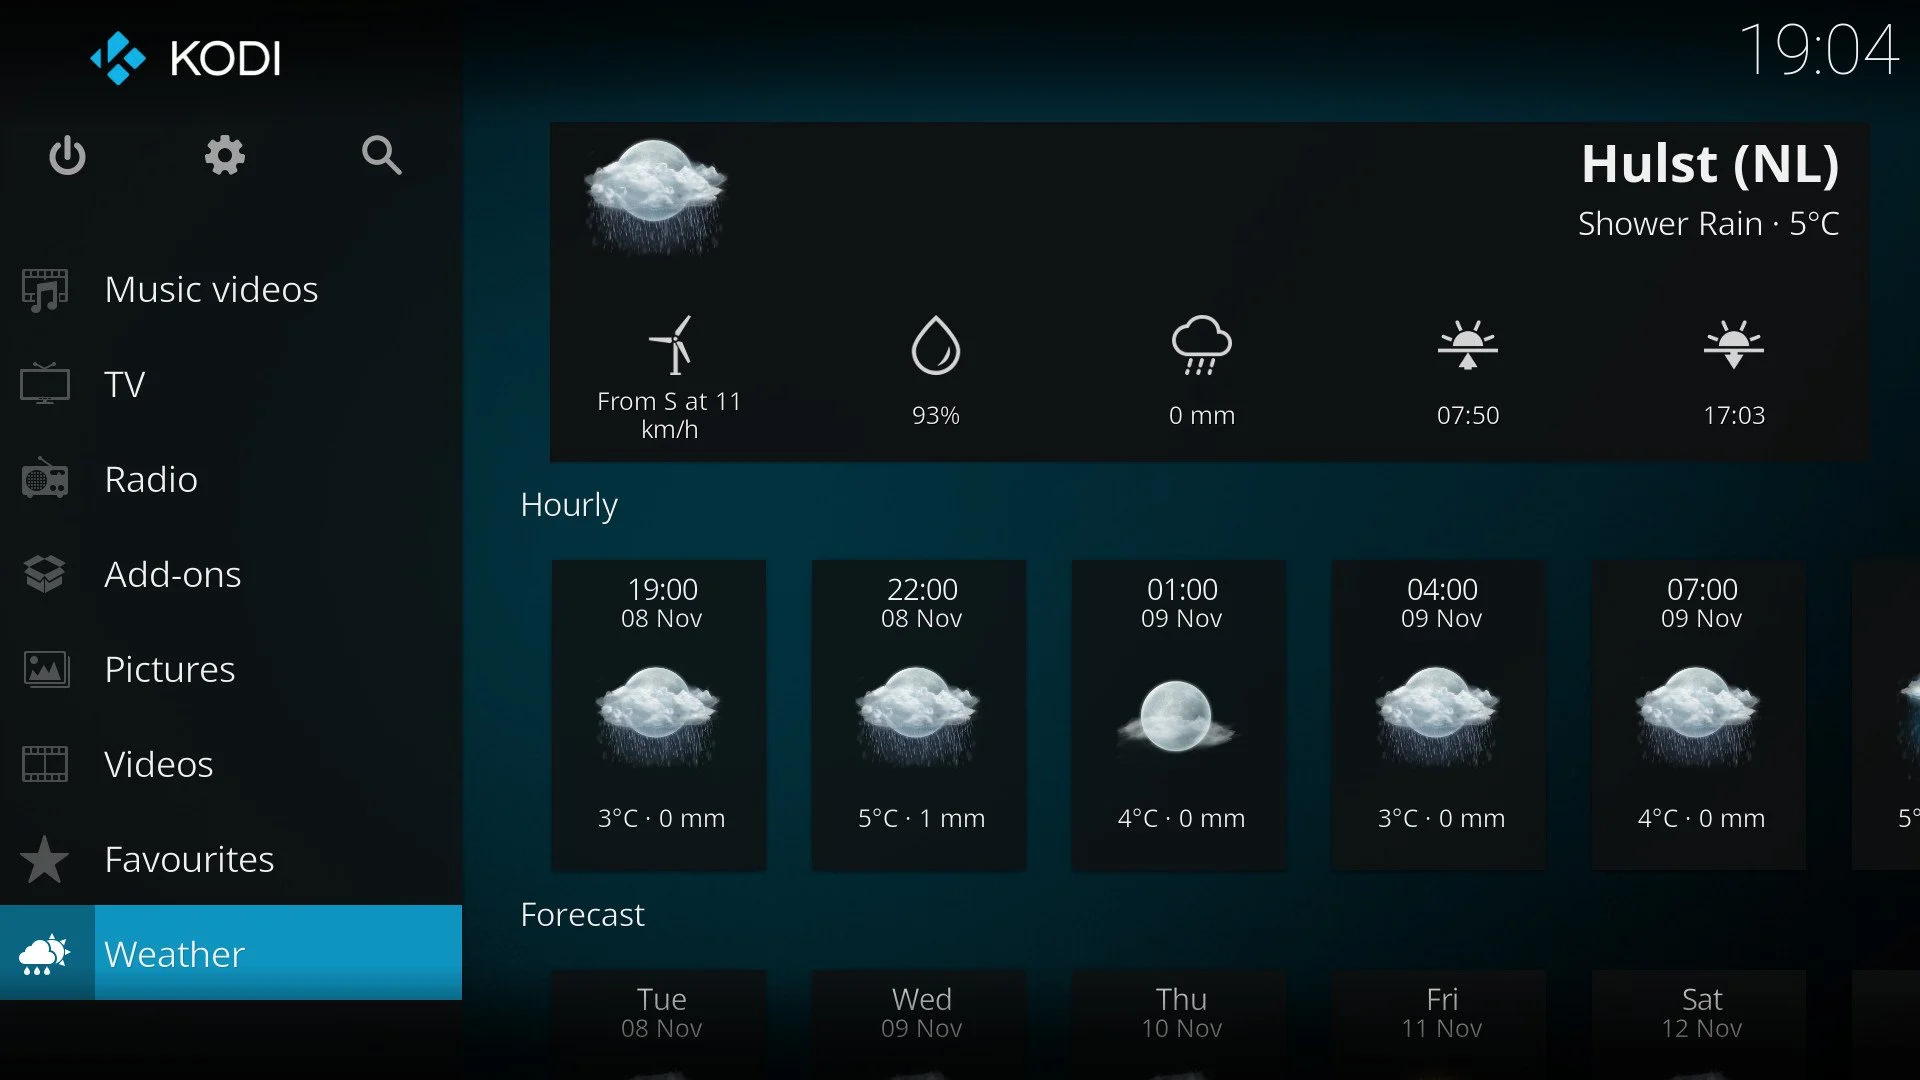 KODI
19:04
Music videos
TV
Radio
Add-ons
Pictures
Videos
Favourites
Weather
Hulst (NL)
Shower Rain · 5°C
From S at 11
km/h
93%
0 mm
07:50
17:03
Hourly
19:00
08 Nov
3°C · 0 mm
22:00
08 Nov
5°C · 1 mm
01:00
09 Nov
4°C · 0 mm
04:00
09 Nov
3°C · 0 mm
07:00
09 Nov
4°C · 0 mm
5°
Forecast
Tue
08 Nov
Wed
09 Nov
Thu
10 Nov
Fri
11 Nov
Sat
12 Nov